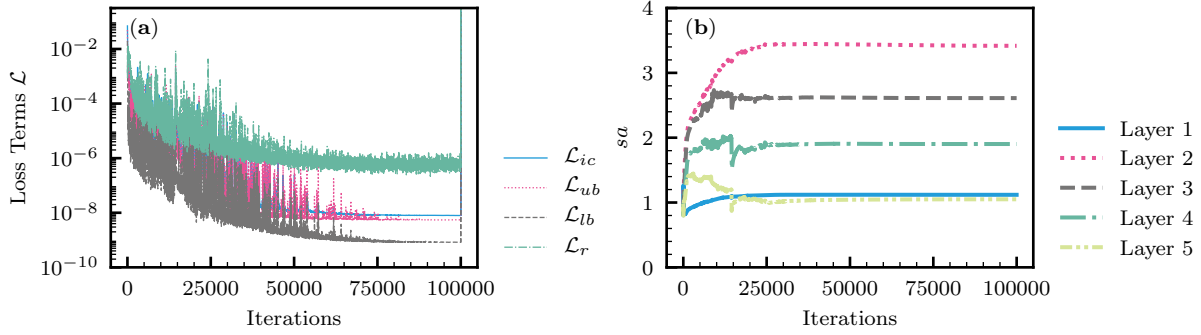 (a)
Loss Terms ℒ
10⁻²
10⁻⁴
10⁻⁶
10⁻⁸
10⁻¹⁰
0 25000 50000 75000 100000
Iterations
ℒ_ic
ℒ_ub
ℒ_lb
ℒ_r
(b)
sa
4
3
2
1
0
0 25000 50000 75000 100000
Iterations
Layer 1
Layer 2
Layer 3
Layer 4
Layer 5